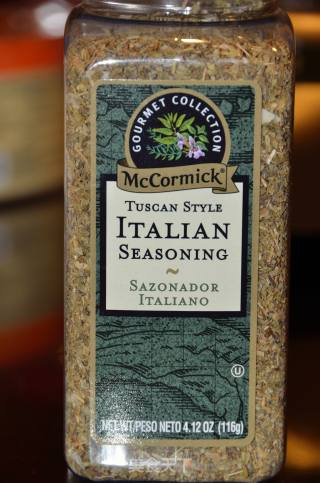 GOURMET COLLECTION
McCormick®
TUSCAN STYLE
ITALIAN
SEASONING
~
SAZONADOR
ITALIANO
U
NET WT/PESO NETO 4.12 OZ (116g)